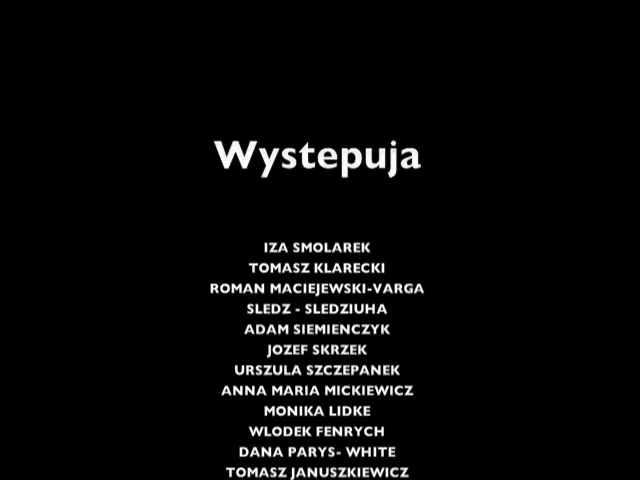 Wystepuja
IZA SMOLAREK
TOMASZ KLARECKI
ROMAN MACIEJEWSKI-VARGA
SLEDZ - SLEDZIUHA
ADAM SIEMIENCZYK
JOZEF SKRZEK
URSZULA SZCZEPANEK
ANNA MARIA MICKIEWICZ
MONIKA LIDKE
WLODEK FENRYCH
DANA PARYS- WHITE
TOMASZ JANUSZKIEWICZ